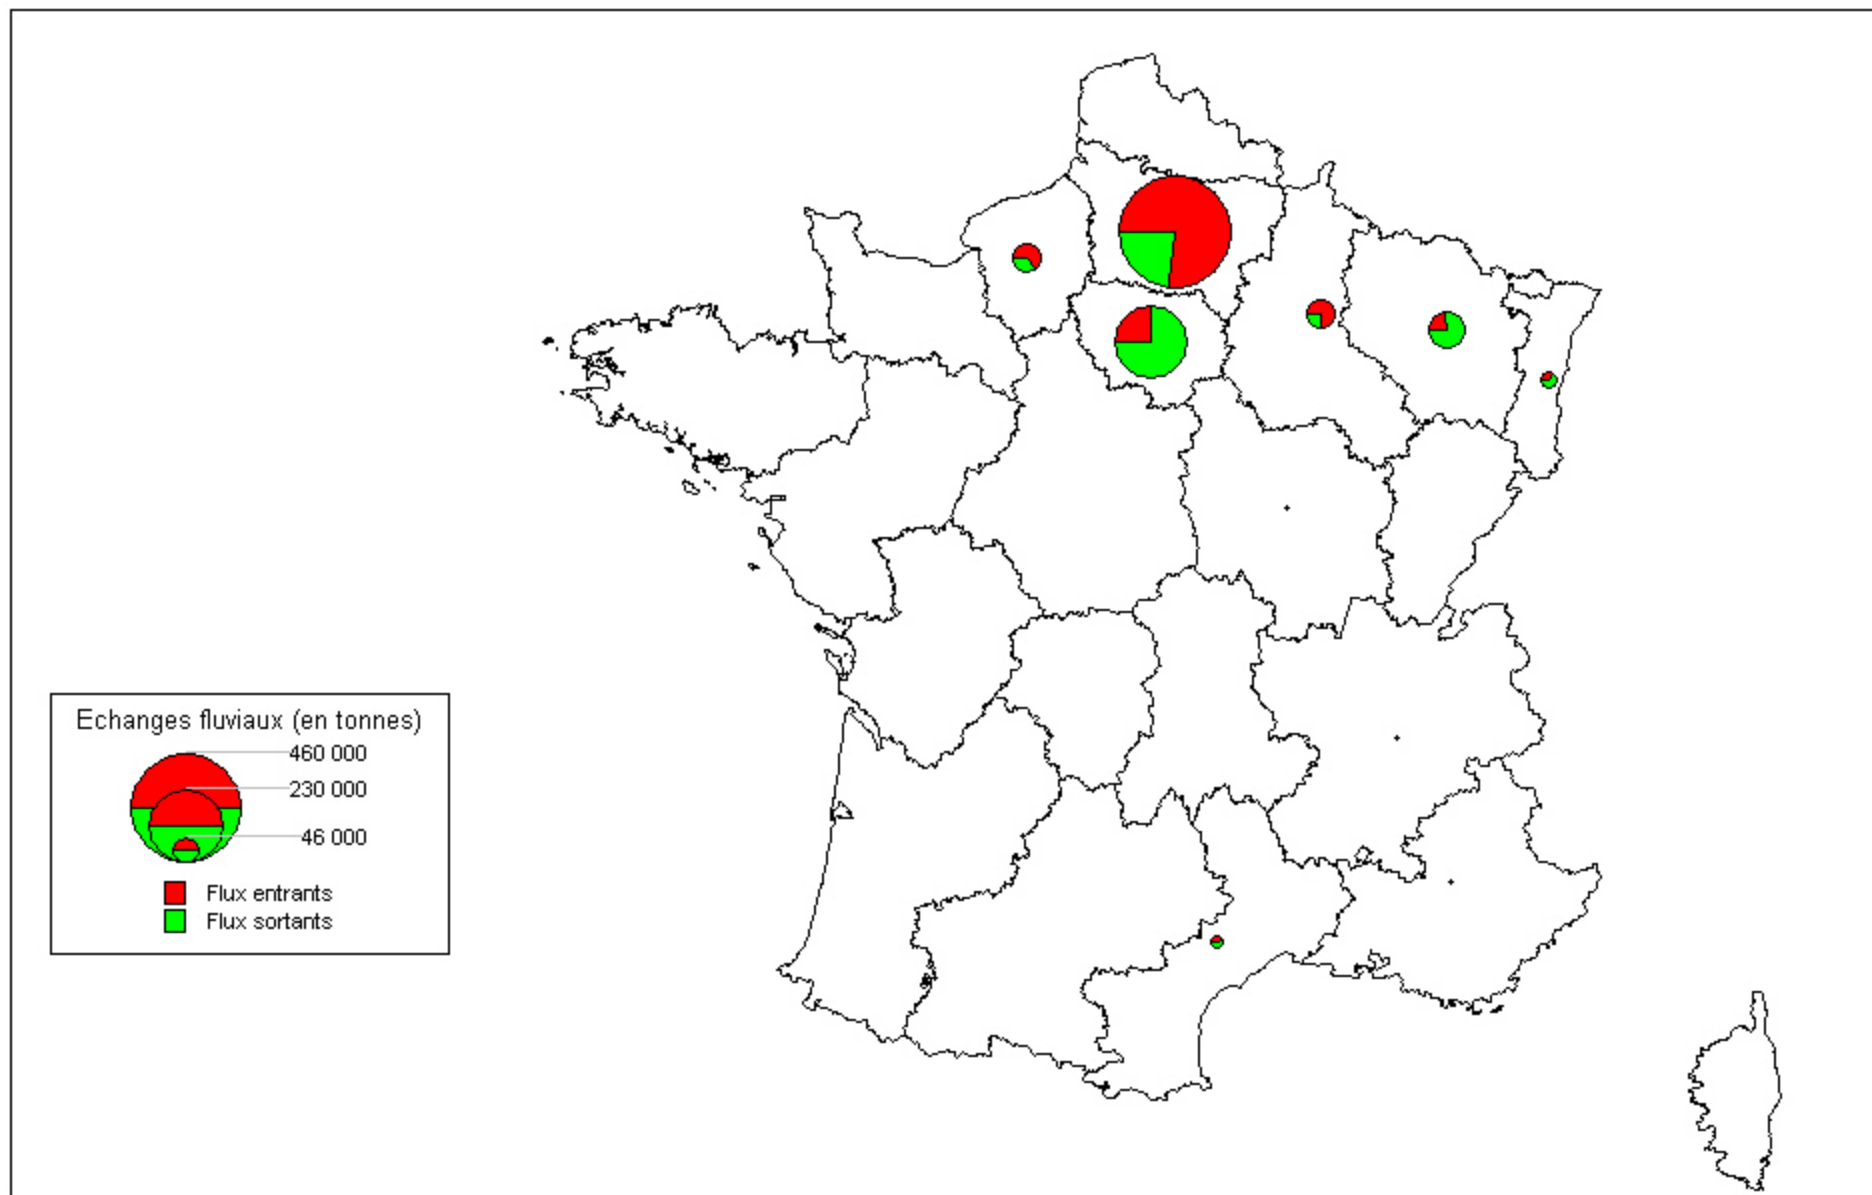 Echanges fluviaux (en tonnes)
460 000
230 000
46 000
Flux entrants
Flux sortants